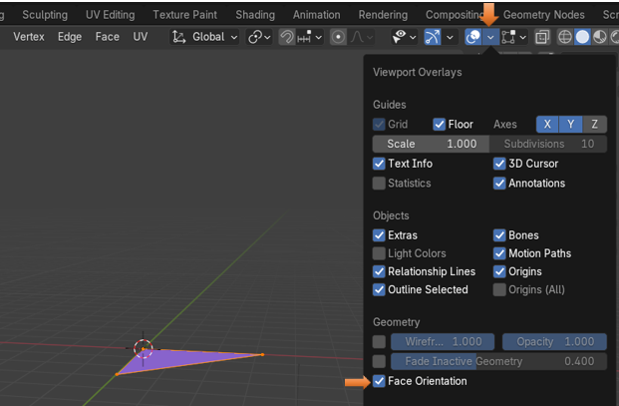 Sculpting UV Editing Texture Paint Shading Animation Rendering Compositing Geometry Nodes
Vertex Edge Face UV Global
Viewport Overlays
Guides
Grid Floor Axes X Y Z
Scale 1.000 Subdivisions 10
Text Info 3D Cursor
Statistics Annotations
Objects
Extras Bones
Light Colors Motion Paths
Relationship Lines Origins
Outline Selected Origins (All)
Geometry
Wirefr... 1.000 Opacity 1.000
Fade Inactive Geometry 0.400
Face Orientation